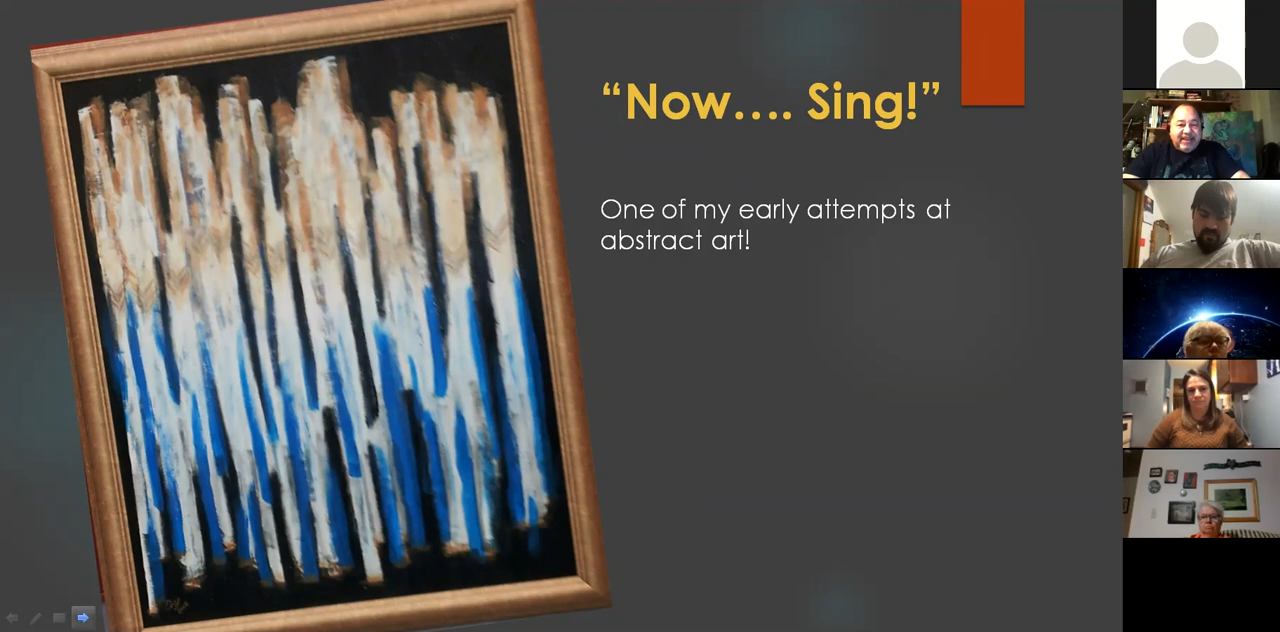 “Now…. Sing!”
One of my early attempts at
abstract art!